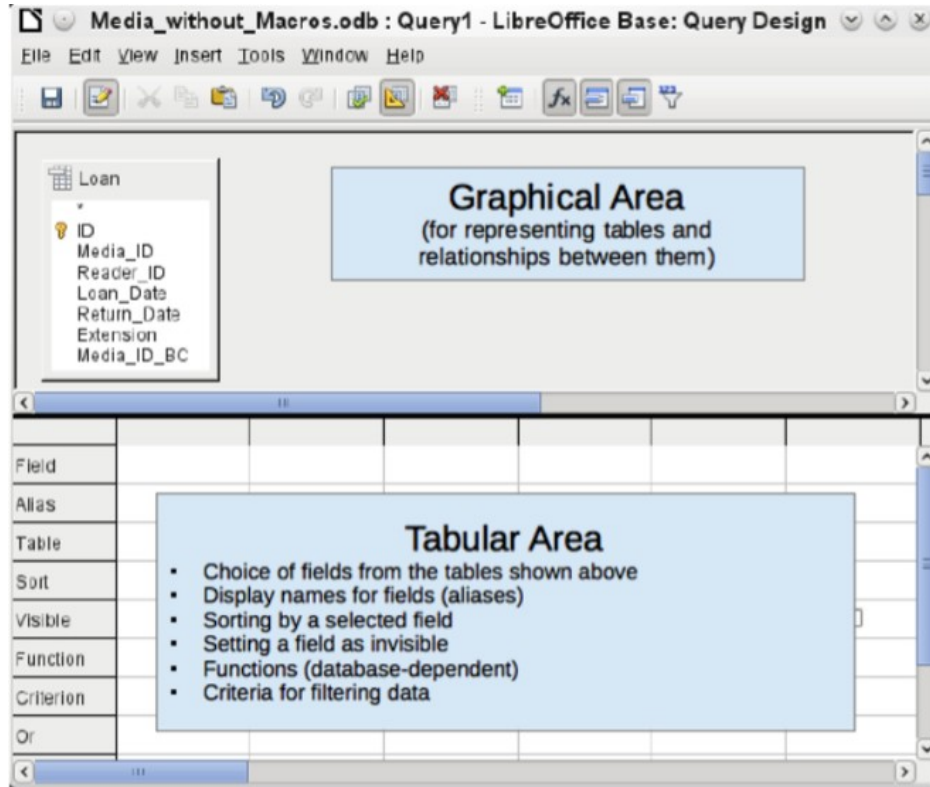 Media_without_Macros.odb : Query1 - LibreOffice Base: Query Design
File Edit View Insert Tools Window Help
Loan
*
ID
Media_ID
Reader_ID
Loan_Date
Return_Date
Extension
Media_ID_BC
Graphical Area
(for representing tables and
relationships between them)
Field
Alias
Table
Sort
Visible
Function
Criterion
Or
Tabular Area
▪ Choice of fields from the tables shown above
▪ Display names for fields (aliases)
▪ Sorting by a selected field
▪ Setting a field as invisible
▪ Functions (database-dependent)
▪ Criteria for filtering data